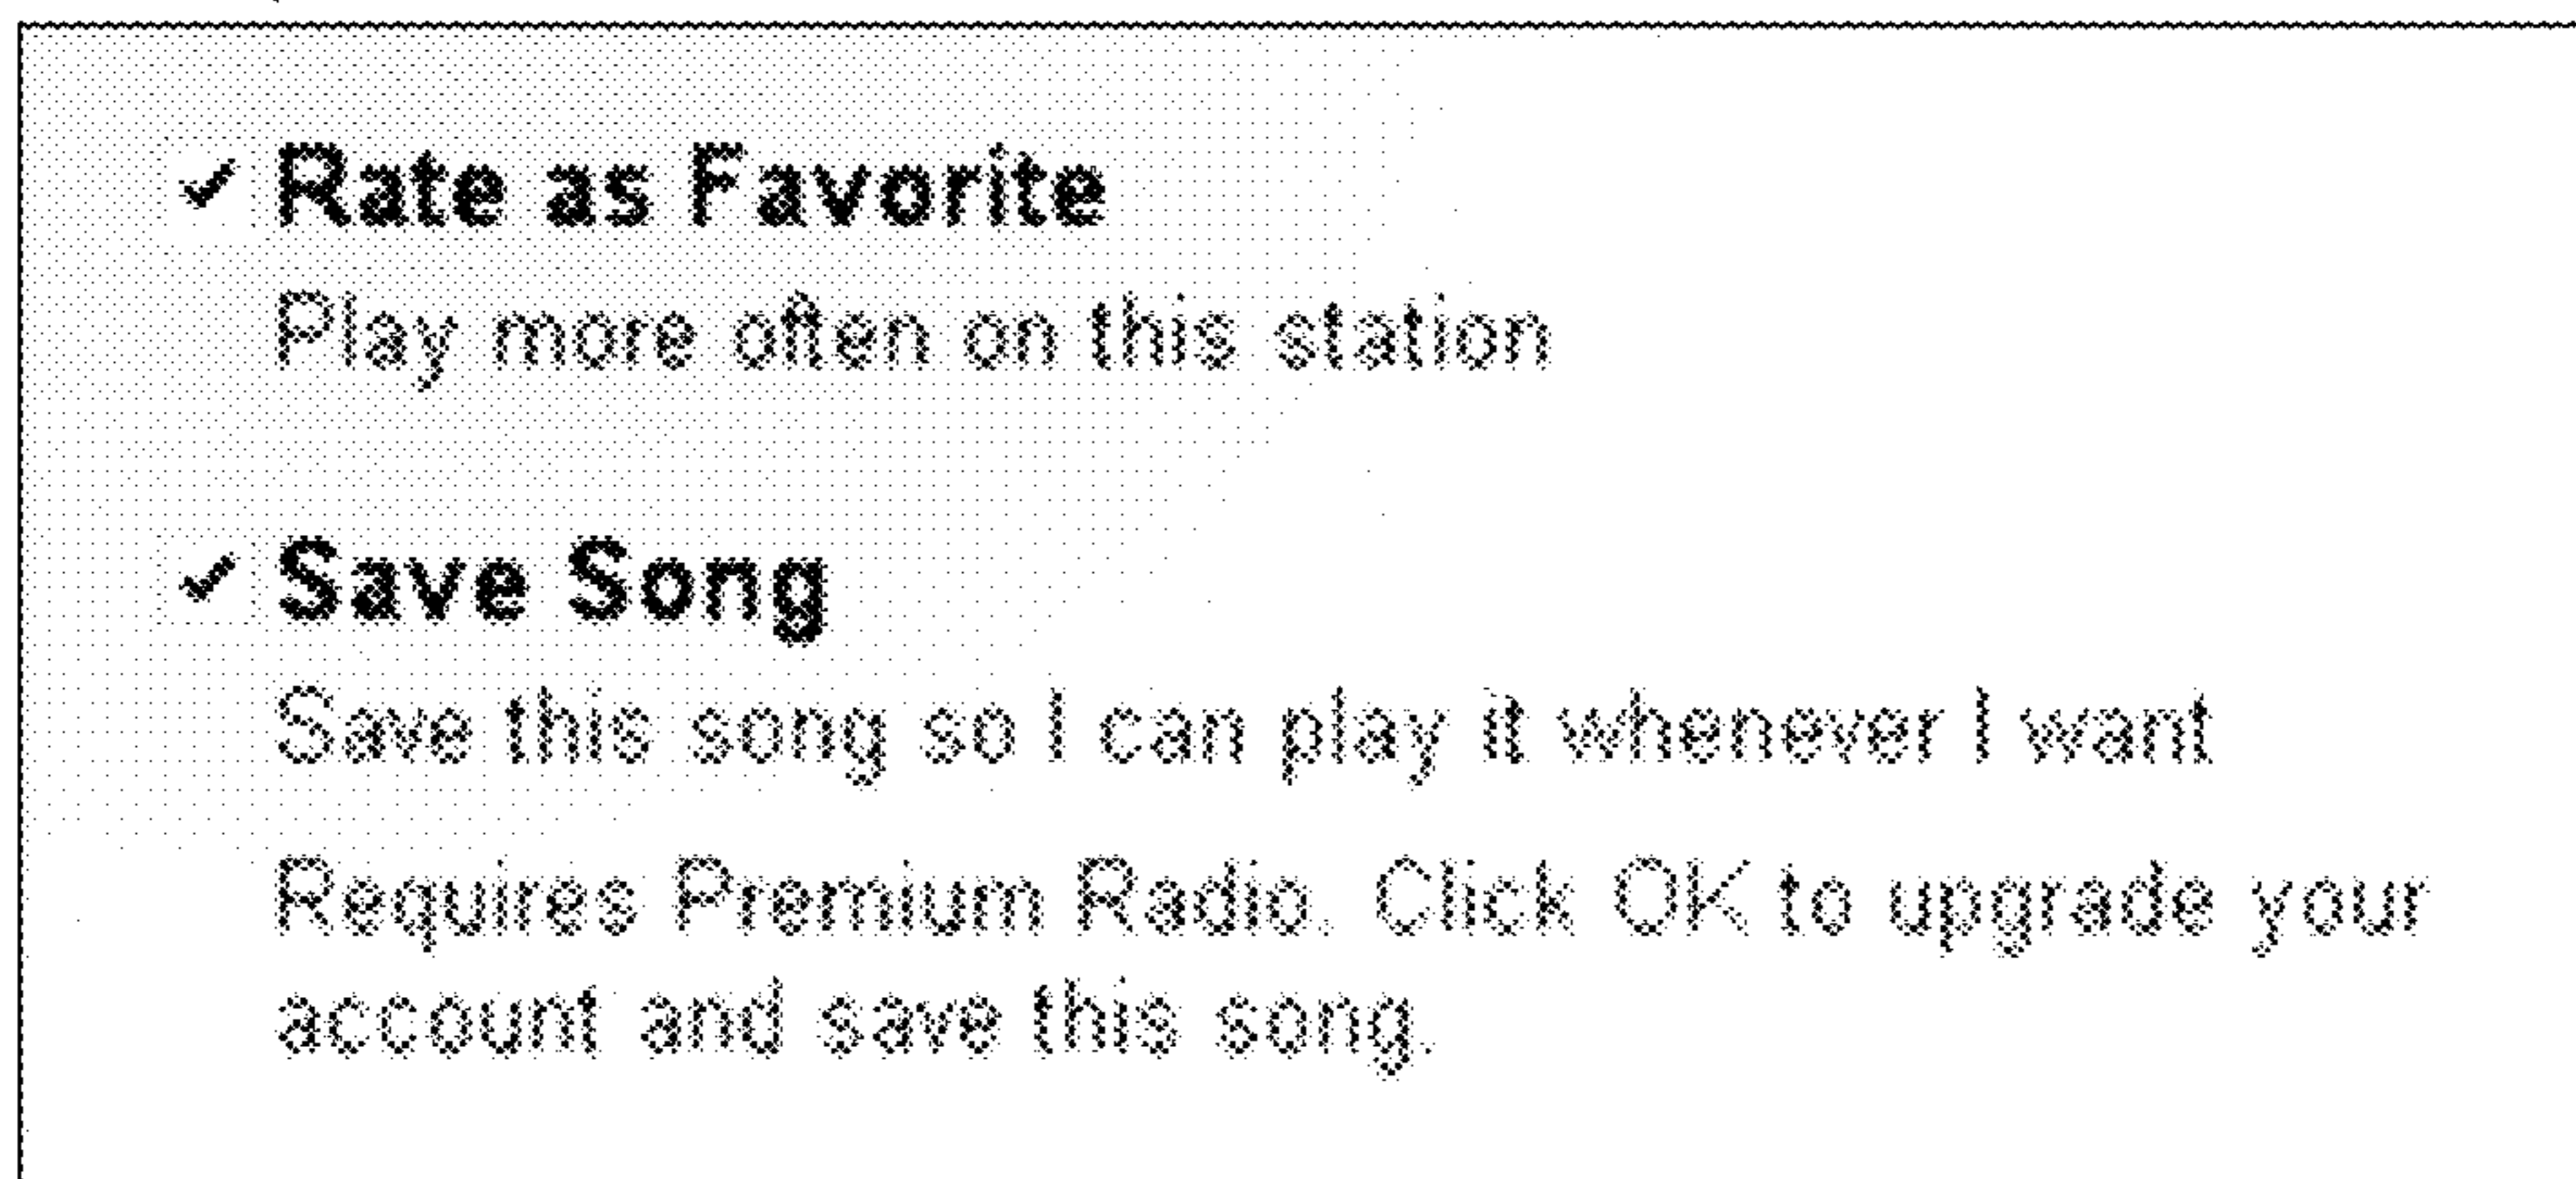 ✓ Rate as Favorite
Play more often on this station
✓ Save Song
Save this song so I can play it whenever I want
Requires Premium Radio. Click OK to upgrade your
account and save this song.